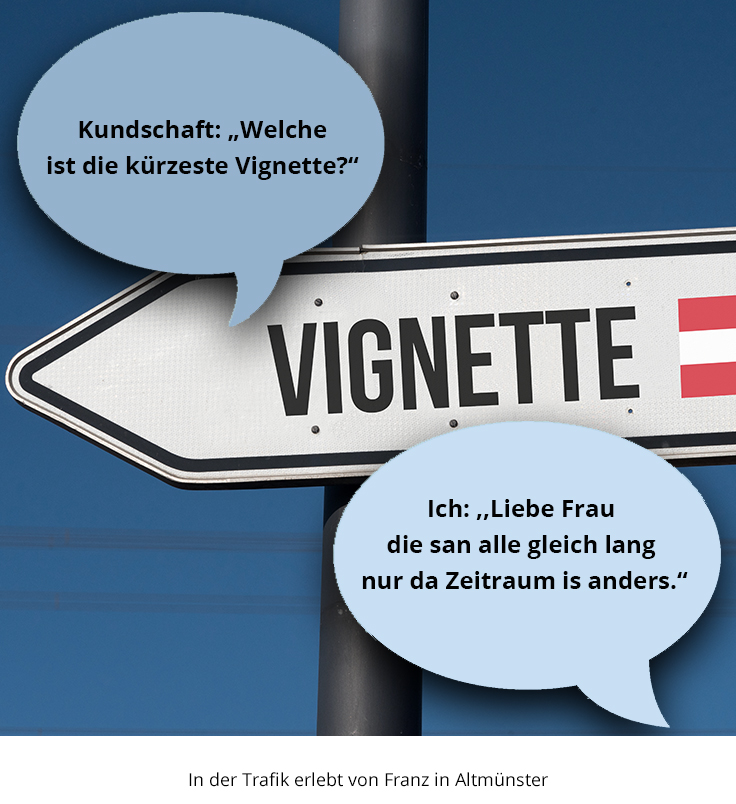 Kundschaft: „Welche
ist die kürzeste Vignette?“
VIGNETTE
Ich: ,,Liebe Frau
die san alle gleich lang
nur da Zeitraum is anders.“
In der Trafik erlebt von Franz in Altmünster